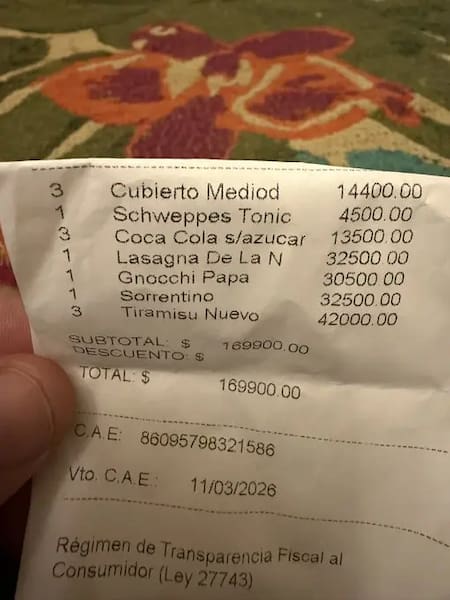 3 Cubierto Mediod 14400.00
1 Schweppes Tonic 4500.00
3 Coca Cola s/azucar 13500.00
1 Lasagna De La N 32500.00
1 Gnocchi Papa 30500.00
1 Sorrentino 32500.00
3 Tiramisu Nuevo 42000.00
SUBTOTAL: $ 169900.00
DESCUENTO: $
TOTAL: $ 169900.00
C.A.E: 86095798321586
Vto. C.A.E.: 11/03/2026
Régimen de Transparencia Fiscal al
Consumidor (Ley 27743)